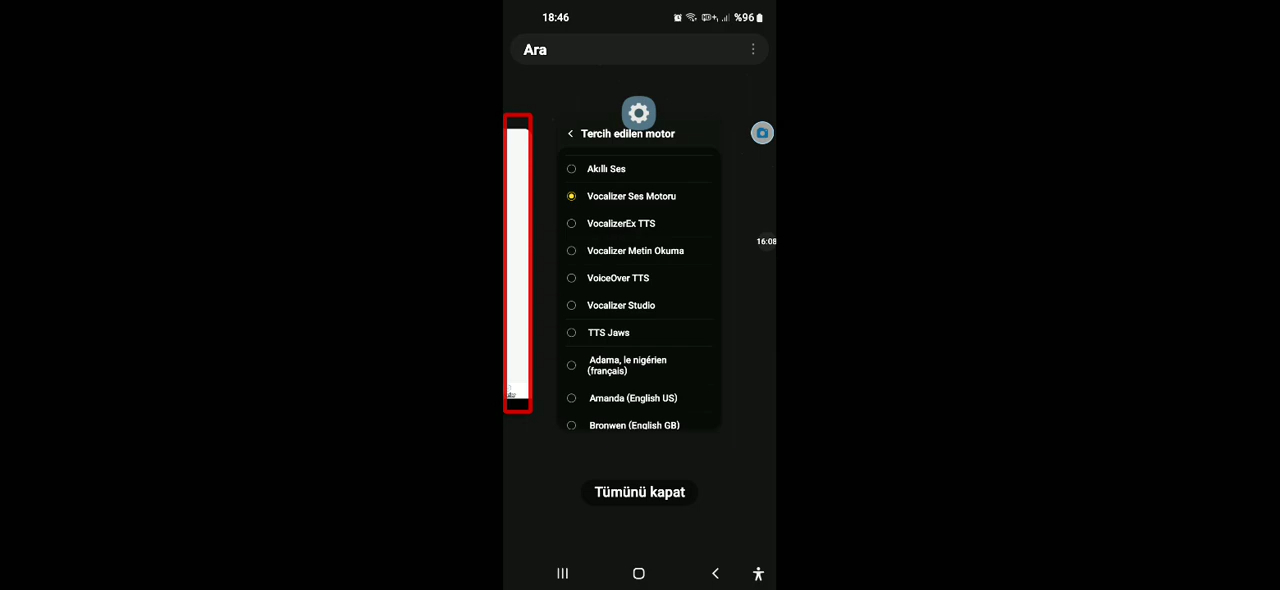 18:46
%96
Ara
Tercih edilen motor
Akıllı Ses
Vocalizer Ses Motoru
VocalizerEx TTS
Vocalizer Metin Okuma
VoiceOver TTS
Vocalizer Studio
TTS Jaws
Adama, le nigérien
(français)
Amanda (English US)
Bronwen (English GB)
16:08
Tümünü kapat